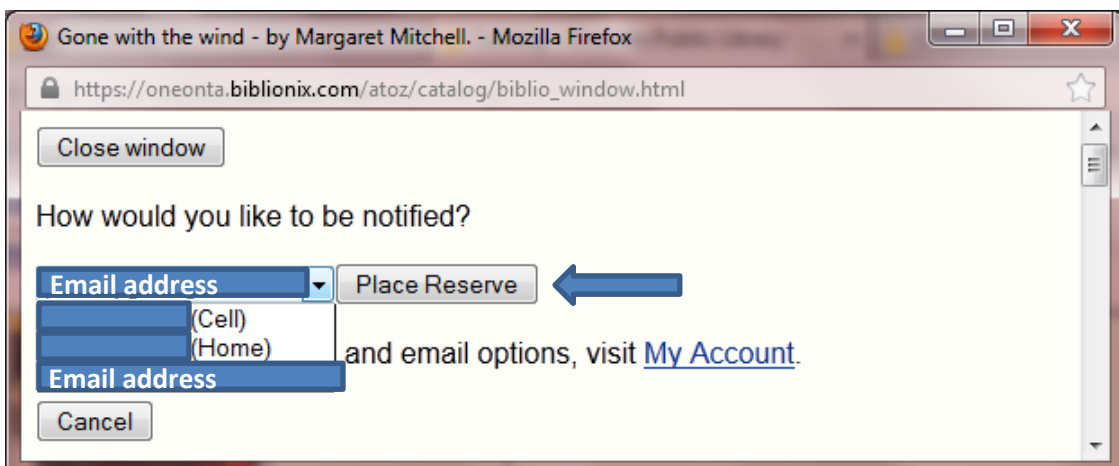 Gone with the wind - by Margaret Mitchell. - Mozilla Firefox
https://oneonta.biblionix.com/atoz/catalog/biblio_window.html
Close window
How would you like to be notified?
Email address Place Reserve
(Cell)
(Home)
and email options, visit My Account.
Email address
Cancel